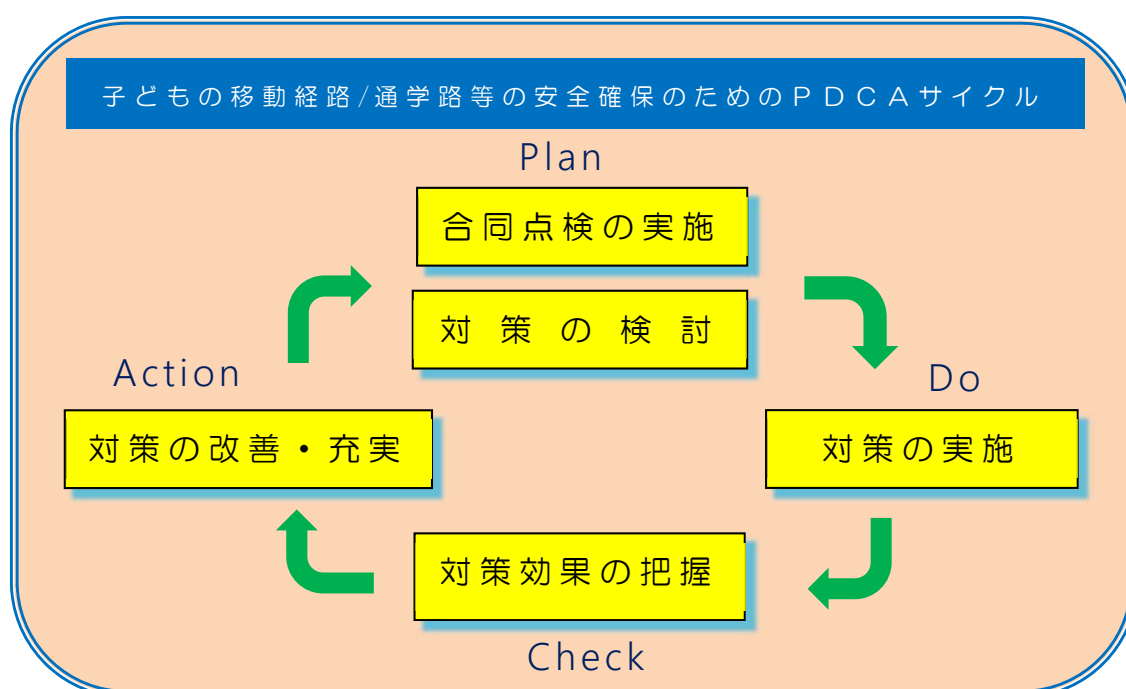 子どもの移動経路/通学路等の安全確保のためのPDCAサイクル
Plan
合同点検の実施
対策の検討
Action
Do
対策の改善・充実
対策の実施
対策効果の把握
Check